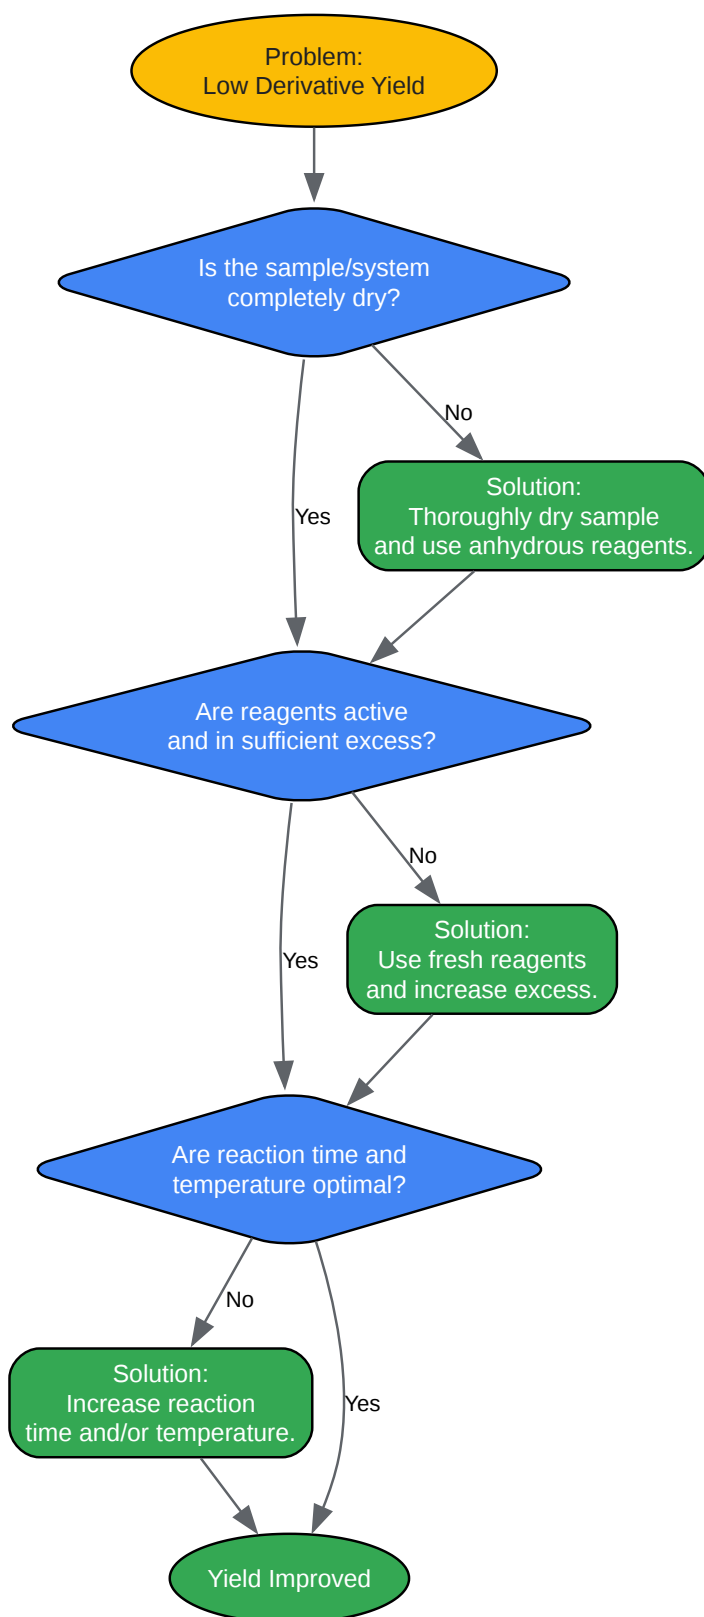 Problem:
Low Derivative Yield
Is the sample/system
completely dry?
No
Yes
Solution:
Thoroughly dry sample
and use anhydrous reagents.
Are reagents active
and in sufficient excess?
No
Yes
Solution:
Use fresh reagents
and increase excess.
Are reaction time and
temperature optimal?
No
Yes
Solution:
Increase reaction
time and/or temperature.
Yield Improved